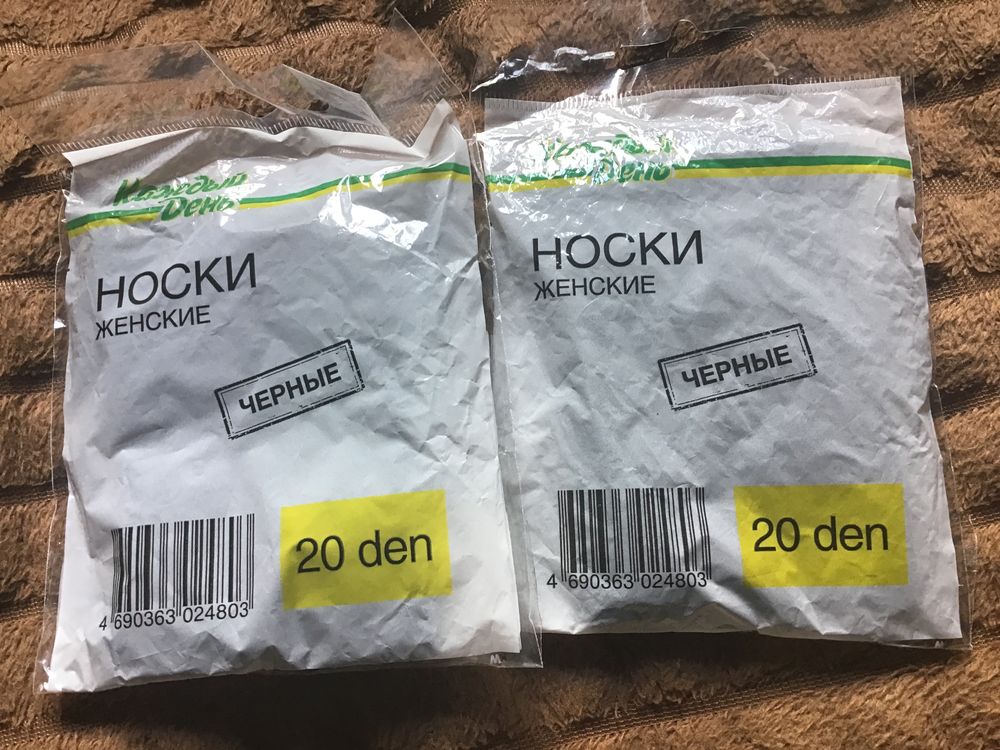 Каждый
День
НОСКИ
ЖЕНСКИЕ
ЧЕРНЫЕ
20 den
4 690363 024803
Каждый
День
НОСКИ
ЖЕНСКИЕ
ЧЕРНЫЕ
20 den
4 690363 024803